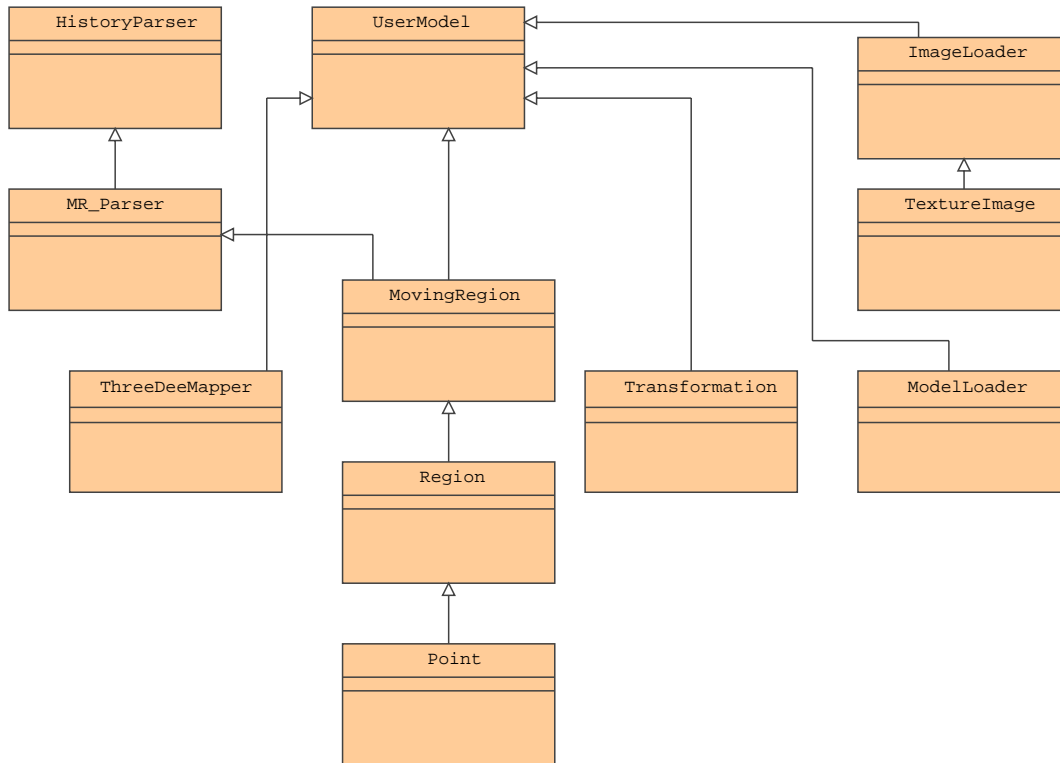 HistoryParser
UserModel
ImageLoader
MR_Parser
TextureImage
MovingRegion
ThreeDeeMapper
Transformation
ModelLoader
Region
Point